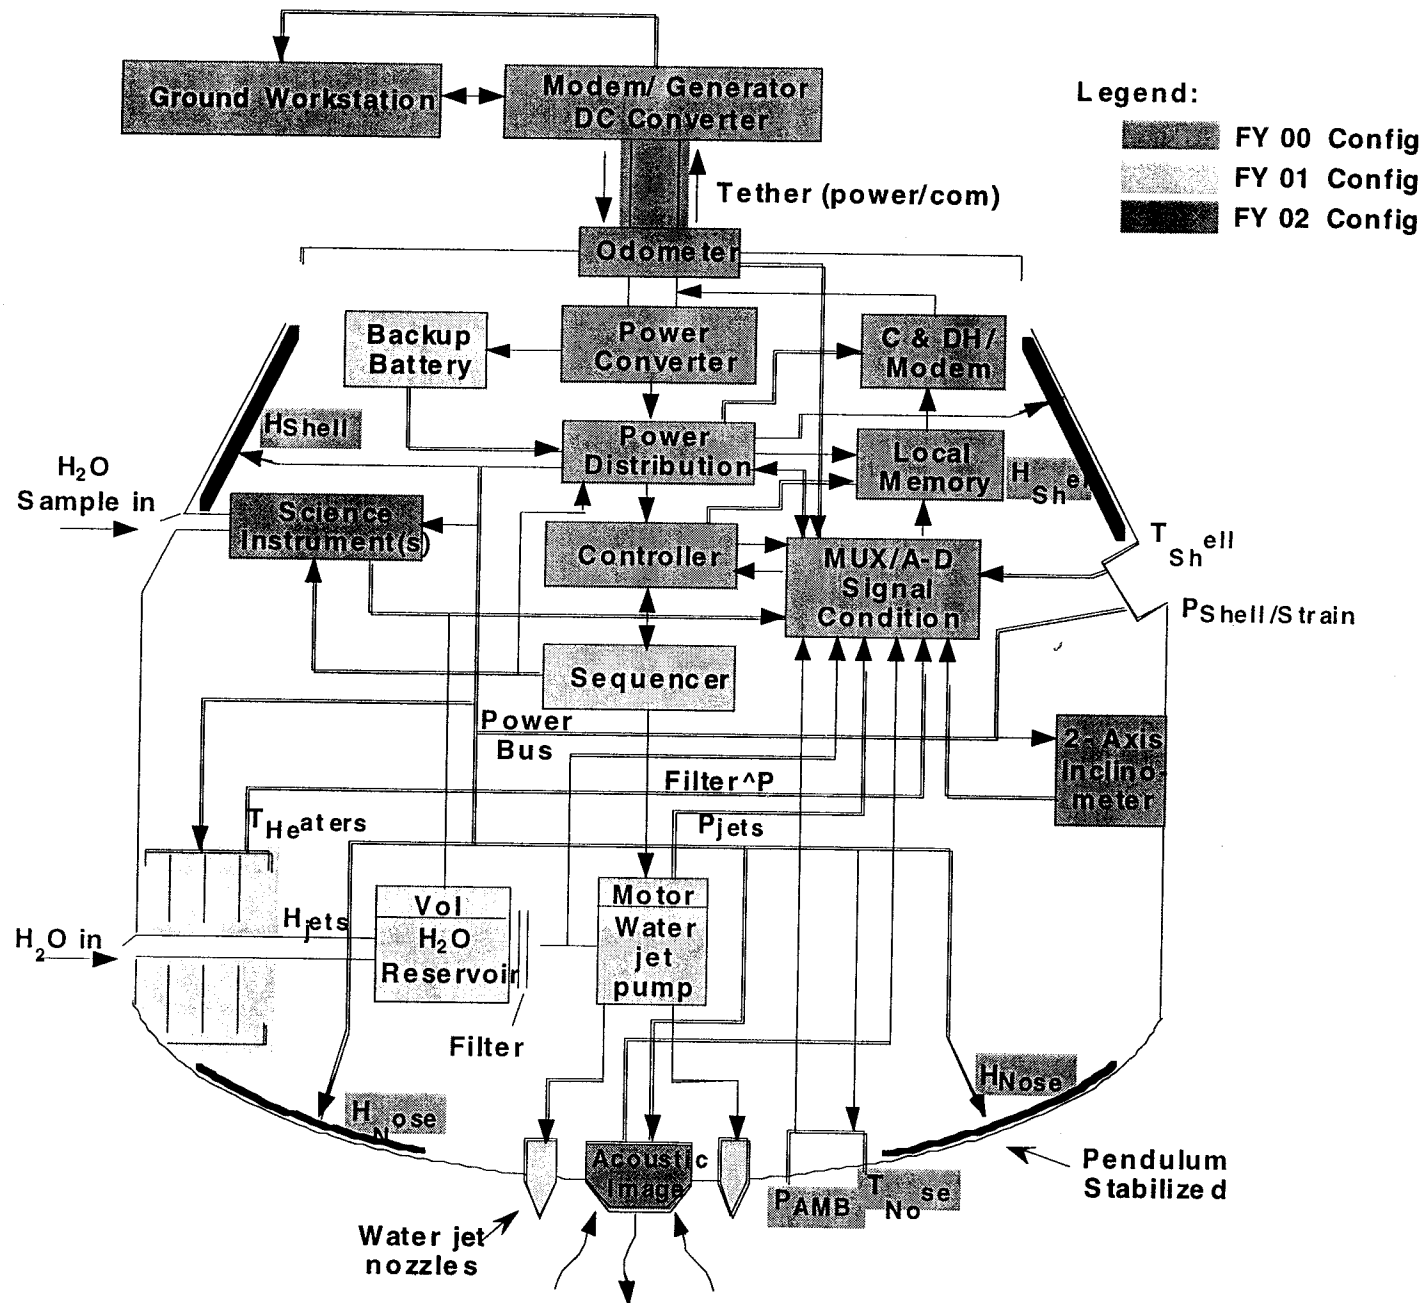 Ground Workstation
Modem/ Generator
DC Converter
Legend:
FY 00 Config
FY 01 Config
FY 02 Config
Tether (power/com)
Odometer
Backup
Battery
Power
Converter
C & DH/
Modem
HShell
Power
Distribution
Local
Memory
HShel
H2O
Sample in
Science
Instrument(s)
Controller
MUX/A-D
Signal
Condition
TShell
PShell/Strain
Sequencer
Power
Bus
2- Axis
Inclino-
meter
Filter^P
THeaters
Pjets
Hjets
Vol
H2O
Reservoir
Motor
Water
jet
pump
H2O in
Filter
HNose
HNose
Acoustic
Image
PAMB
TNose
Pendulum
Stabilized
Water jet
nozzles